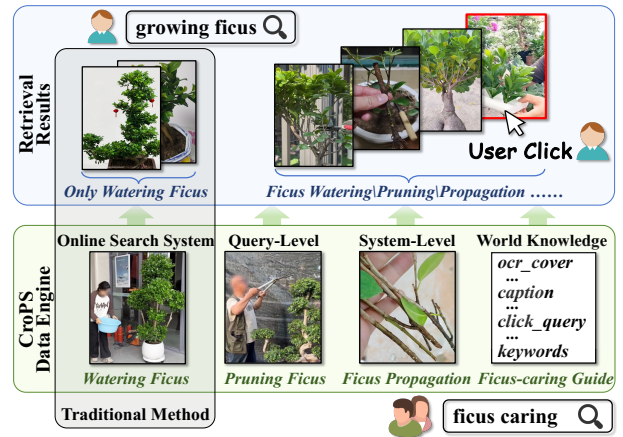 growing ficus
Retrieval
Results
User Click
Only Watering Ficus
Ficus Watering\Pruning\Propagation ......
CroPS
Data Engine
Online Search System
Query-Level
System-Level
World Knowledge
ocr_cover
...
caption
...
click_query
...
keywords
Watering Ficus
Pruning Ficus
Ficus Propagation
Ficus-caring Guide
Traditional Method
ficus caring